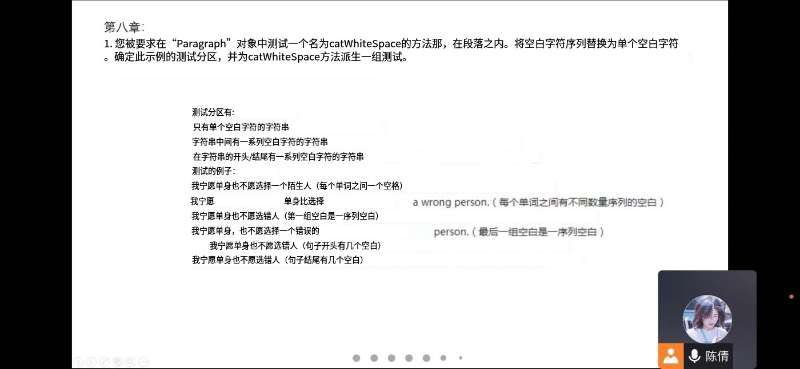 第八章:
1. 您被要求在“Paragraph”对象中测试一个名为catWhiteSpace的方法那，在段落之内。将空白字符序列替换为单个空白字符
。确定此示例的测试分区，并为catWhiteSpace方法派生一组测试。
测试分区有:
只有单个空白字符的字符串
字符串中间有一系列空白字符的字符串
在字符串的开头/结尾有一系列空白字符的字符串
测试的例子:
我宁愿单身也不愿选择一个陌生人（每个单词之间一个空格）
我宁愿 单身比选择 a wrong person.（每个单词之间有不同数量序列的空白）
我宁愿单身也不愿选错人（第一组空白是一序列空白）
我宁愿单身，也不愿选择一个错误的 person.（最后一组空白是一序列空白）
我宁愿单身也不愿选错人（句子开头有几个空白）
我宁愿单身也不愿选错人（句子结尾有几个空白）
陈倩